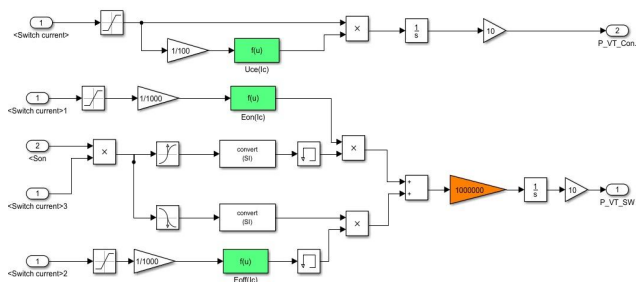 1
<Switch current>
1/100
f(u)
Uce(Ic)
×
1
s
10
2
P_VT_Con.
1
<Switch current>1
1/1000
f(u)
Eon(Ic)
2
<Son
×
convert
(SI)
×
1
<Switch current>3
+
+
1000000
1
s
10
1
P_VT_SW
convert
(SI)
×
1
<Switch current>2
1/1000
f(u)
Eoff(Ic)